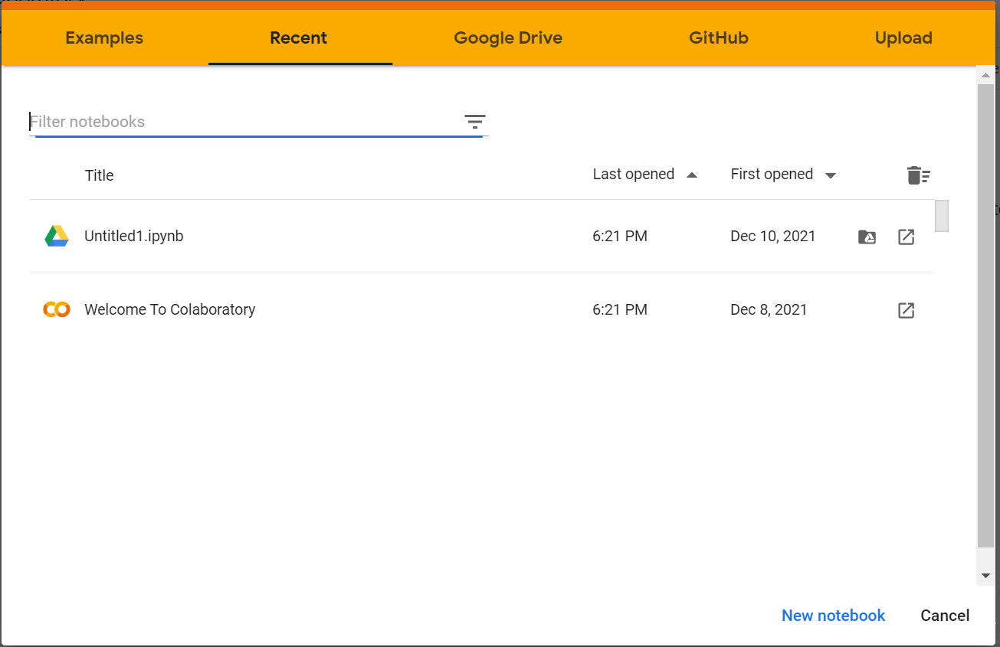 Examples Recent Google Drive GitHub Upload
Filter notebooks
Title Last opened First opened
Untitled1.ipynb 6:21 PM Dec 10, 2021
Welcome To Colaboratory 6:21 PM Dec 8, 2021
New notebook Cancel